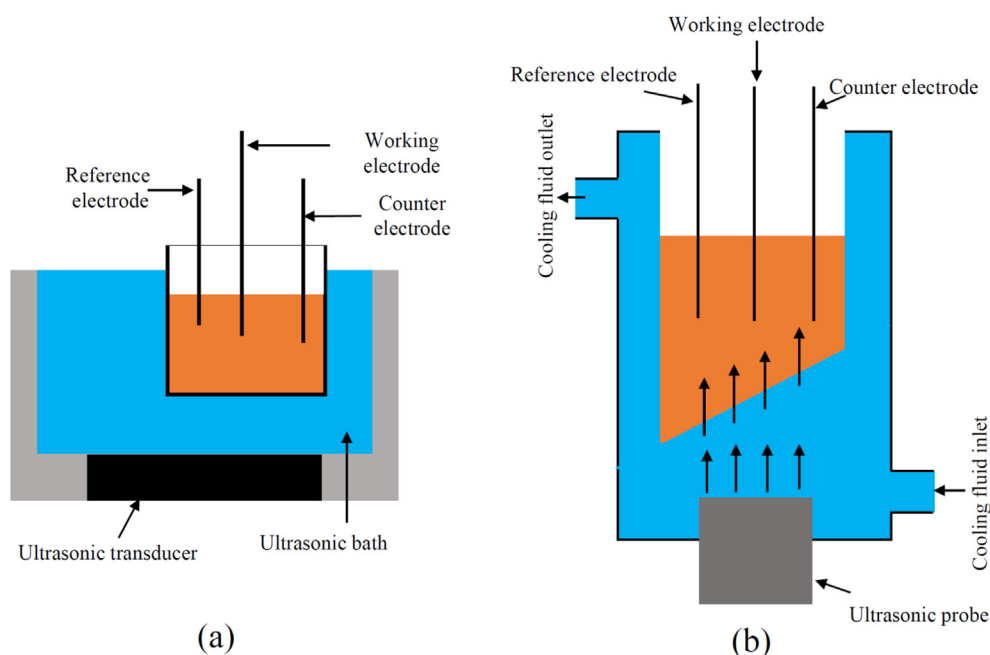 Working
electrode
Reference
electrode
Counter
electrode
Ultrasonic transducer
Ultrasonic bath
(a)
Working electrode
Reference electrode
Counter electrode
Cooling fluid outlet
Cooling fluid inlet
Ultrasonic probe
(b)